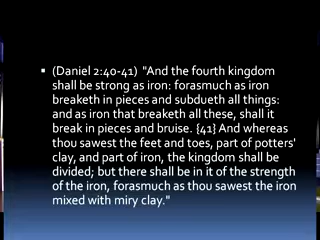 (Daniel 2:40-41) "And the fourth kingdom
shall be strong as iron: forasmuch as iron
breaketh in pieces and subdueth all things:
and as iron that breaketh all these, shall it
break in pieces and bruise. {41} And whereas
thou sawest the feet and toes, part of potters'
clay, and part of iron, the kingdom shall be
divided; but there shall be in it of the strength
of the iron, forasmuch as thou sawest the iron
mixed with miry clay."